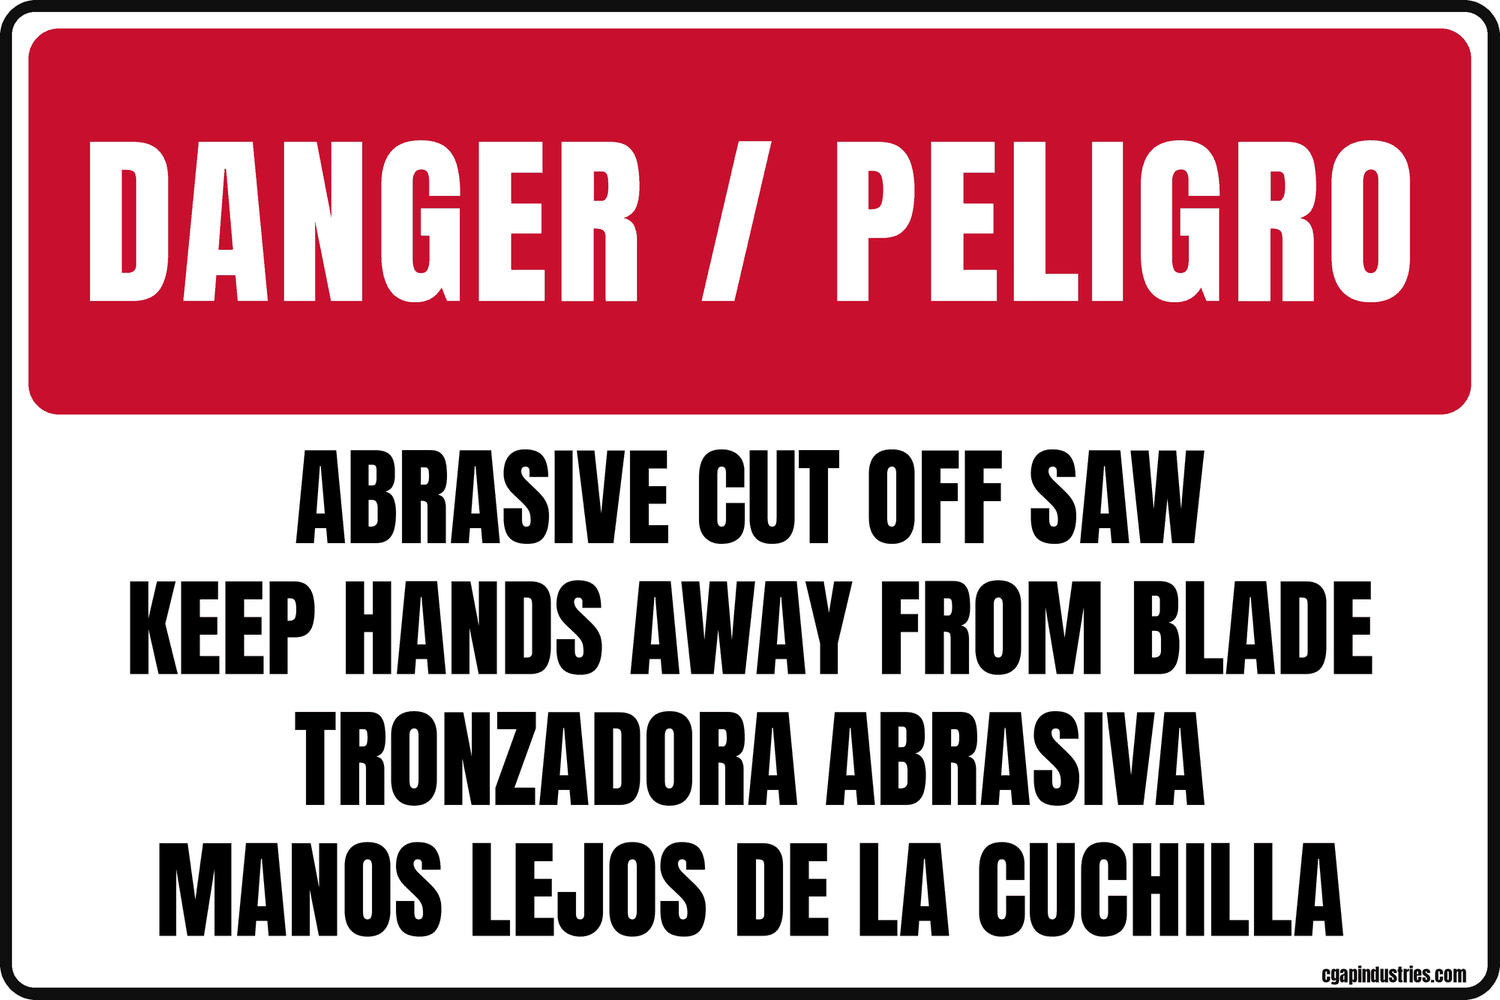 DANGER / PELIGRO
ABRASIVE CUT OFF SAW
KEEP HANDS AWAY FROM BLADE
TRONZADORA ABRASIVA
MANOS LEJOS DE LA CUCHILLA
cgapindustries.com